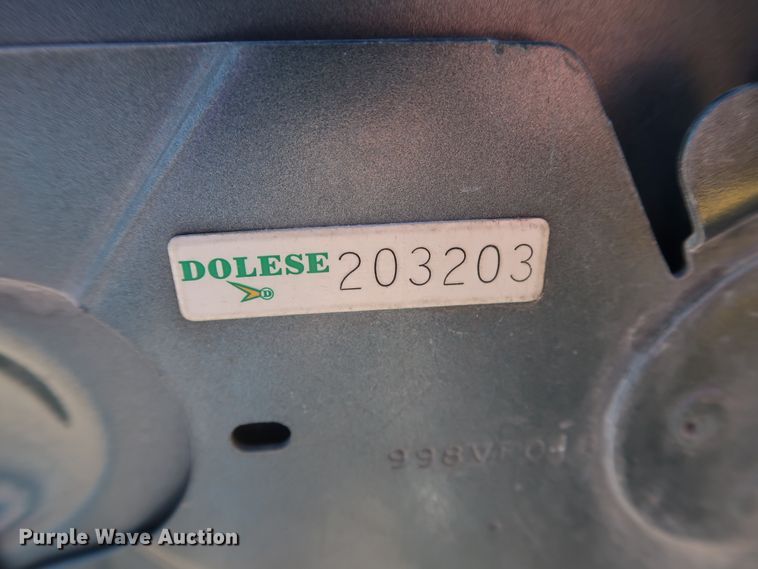 DOLESE 203203
D
Purple Wave Auction